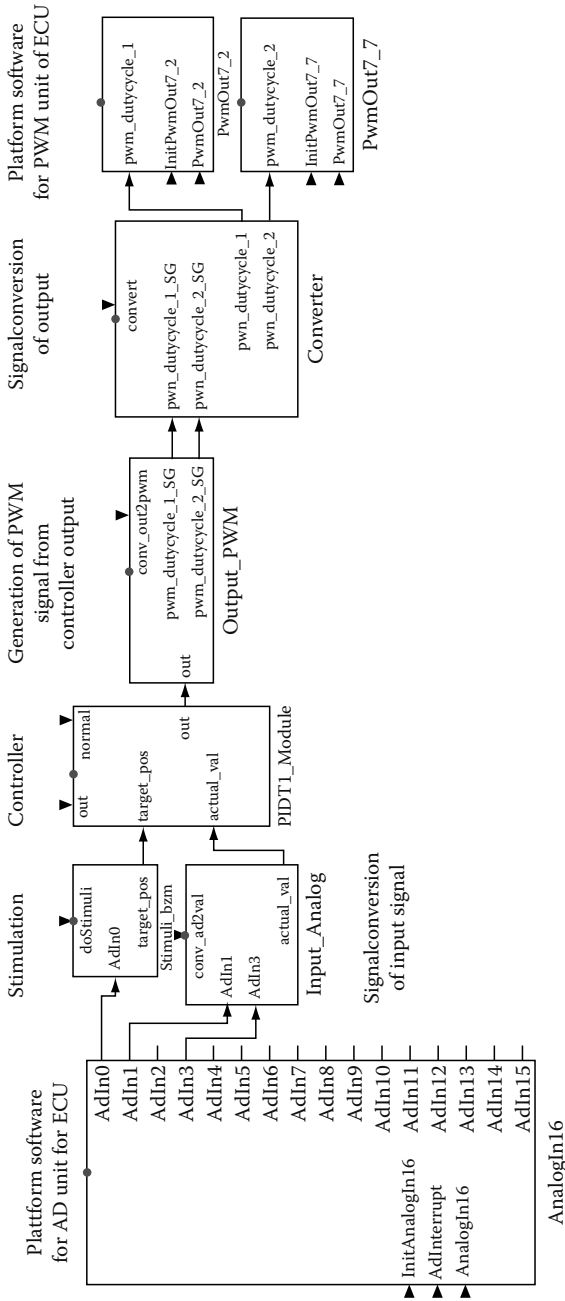 Plattform software
for AD unit for ECU
AdIn0
AdIn1
AdIn2
AdIn3
AdIn4
AdIn5
AdIn6
AdIn7
AdIn8
AdIn9
AdIn10
AdIn11
AdIn12
AdIn13
AdIn14
AdIn15
InitAnalogIn16
AdInterrupt
AnalogIn16
AnalogIn16
Stimulation
doStimuli
AdIn0
target_pos
Stimuli_bzm
conv_ad2val
AdIn1
AdIn3
actual_val
Input_Analog
Signalconversion
of input signal
Controller
out
normal
target_pos
out
actual_val
PIDT1_Module
Generation of PWM
signal from
controller output
conv_out2pwm
pwm_dutycycle_1_SG
pwm_dutycycle_2_SG
out
Output_PWM
Signalconversion
of output
convert
pwn_dutycycle_1_SG
pwn_dutycycle_2_SG
pwn_dutycycle_1
pwn_dutycycle_2
Converter
Platform software
for PWM unit of ECU
pwm_dutycycle_1
InitPwmOut7_2
PwmOut7_2
PwmOut7_2
pwm_dutycycle_2
InitPwmOut7_7
PwmOut7_7
PwmOut7_7